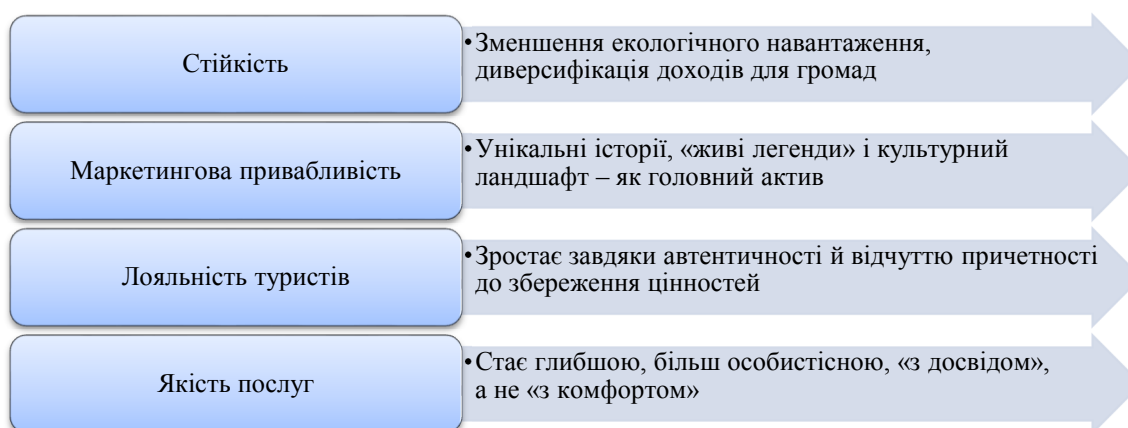 Стійкість
•Зменшення екологічного навантаження,
диверсифікація доходів для громад
Маркетингова привабливість
•Унікальні історії, «живі легенди» і культурний
ландшафт – як головний актив
Лояльність туристів
•Зростає завдяки автентичності й відчуттю причетності
до збереження цінностей
Якість послуг
•Стає глибшою, більш особистісною, «з досвідом»,
а не «з комфортом»